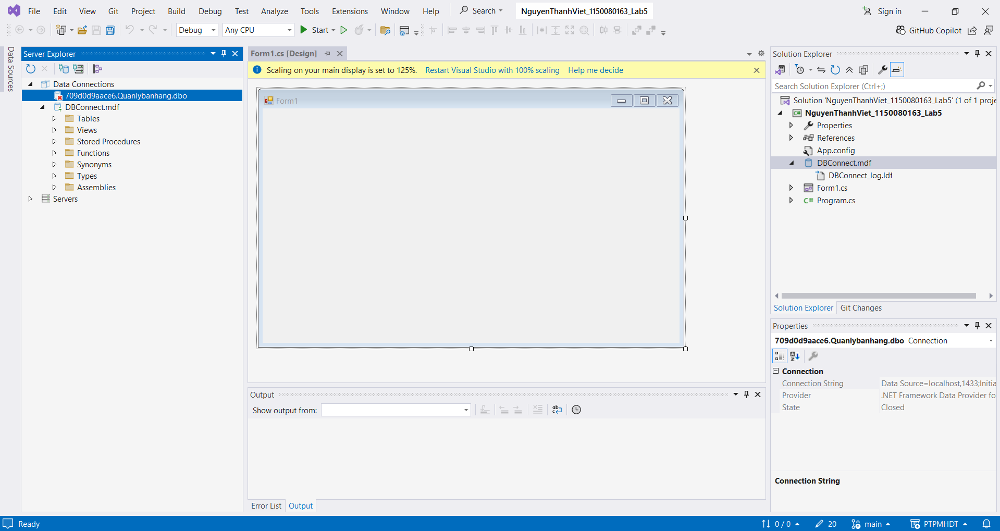 File Edit View Git Project Build Debug Test Analyze Tools Extensions Window Help Search NguyenThanhViet_1150080163_Lab5 Sign in
Debug Any CPU Start GitHub Copilot
Data Sources
Server Explorer
Data Connections
709d0d9aace6.Quanlybanhang.dbo
DBConnect.mdf
Tables
Views
Stored Procedures
Functions
Synonyms
Types
Assemblies
Servers
Form1.cs [Design]
Scaling on your main display is set to 125%. Restart Visual Studio with 100% scaling Help me decide
Form1
Output
Show output from:
Error List Output
Solution Explorer
Search Solution Explorer (Ctrl+;)
Solution 'NguyenThanhViet_1150080163_Lab5' (1 of 1 proje
NguyenThanhViet_1150080163_Lab5
Properties
References
App.config
DBConnect.mdf
DBConnect_log.ldf
Form1.cs
C# Program.cs
Solution Explorer Git Changes
Properties
709d0d9aace6.Quanlybanhang.dbo Connection
Connection
Connection String Data Source=localhost,1433;Initia
Provider .NET Framework Data Provider fo
State Closed
Connection String
Ready 0 / 0 20 main PTPMHDT